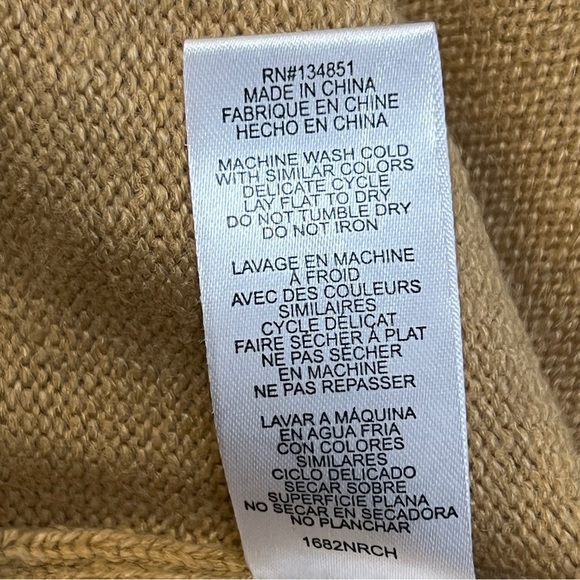 RN#134851
MADE IN CHINA
FABRIQUE EN CHINE
HECHO EN CHINA
MACHINE WASH COLD
WITH SIMILAR COLORS
DELICATE CYCLE
LAY FLAT TO DRY
DO NOT TUMBLE DRY
DO NOT IRON
LAVAGE EN MACHINE
À FROID
AVEC DES COULEURS
SIMILAIRES
CYCLE DÉLICAT
FAIRE SÉCHER À PLAT
NE PAS SÉCHER
EN MACHINE
NE PAS REPASSER
LAVAR A MÁQUINA
EN AGUA FRIA
CON COLORES
SIMILARES
CICLO DELICADO
SECAR SOBRE
SUPERFICIE PLANA
NO SECAR EN SECADORA
NO PLANCHAR
1682NRCH